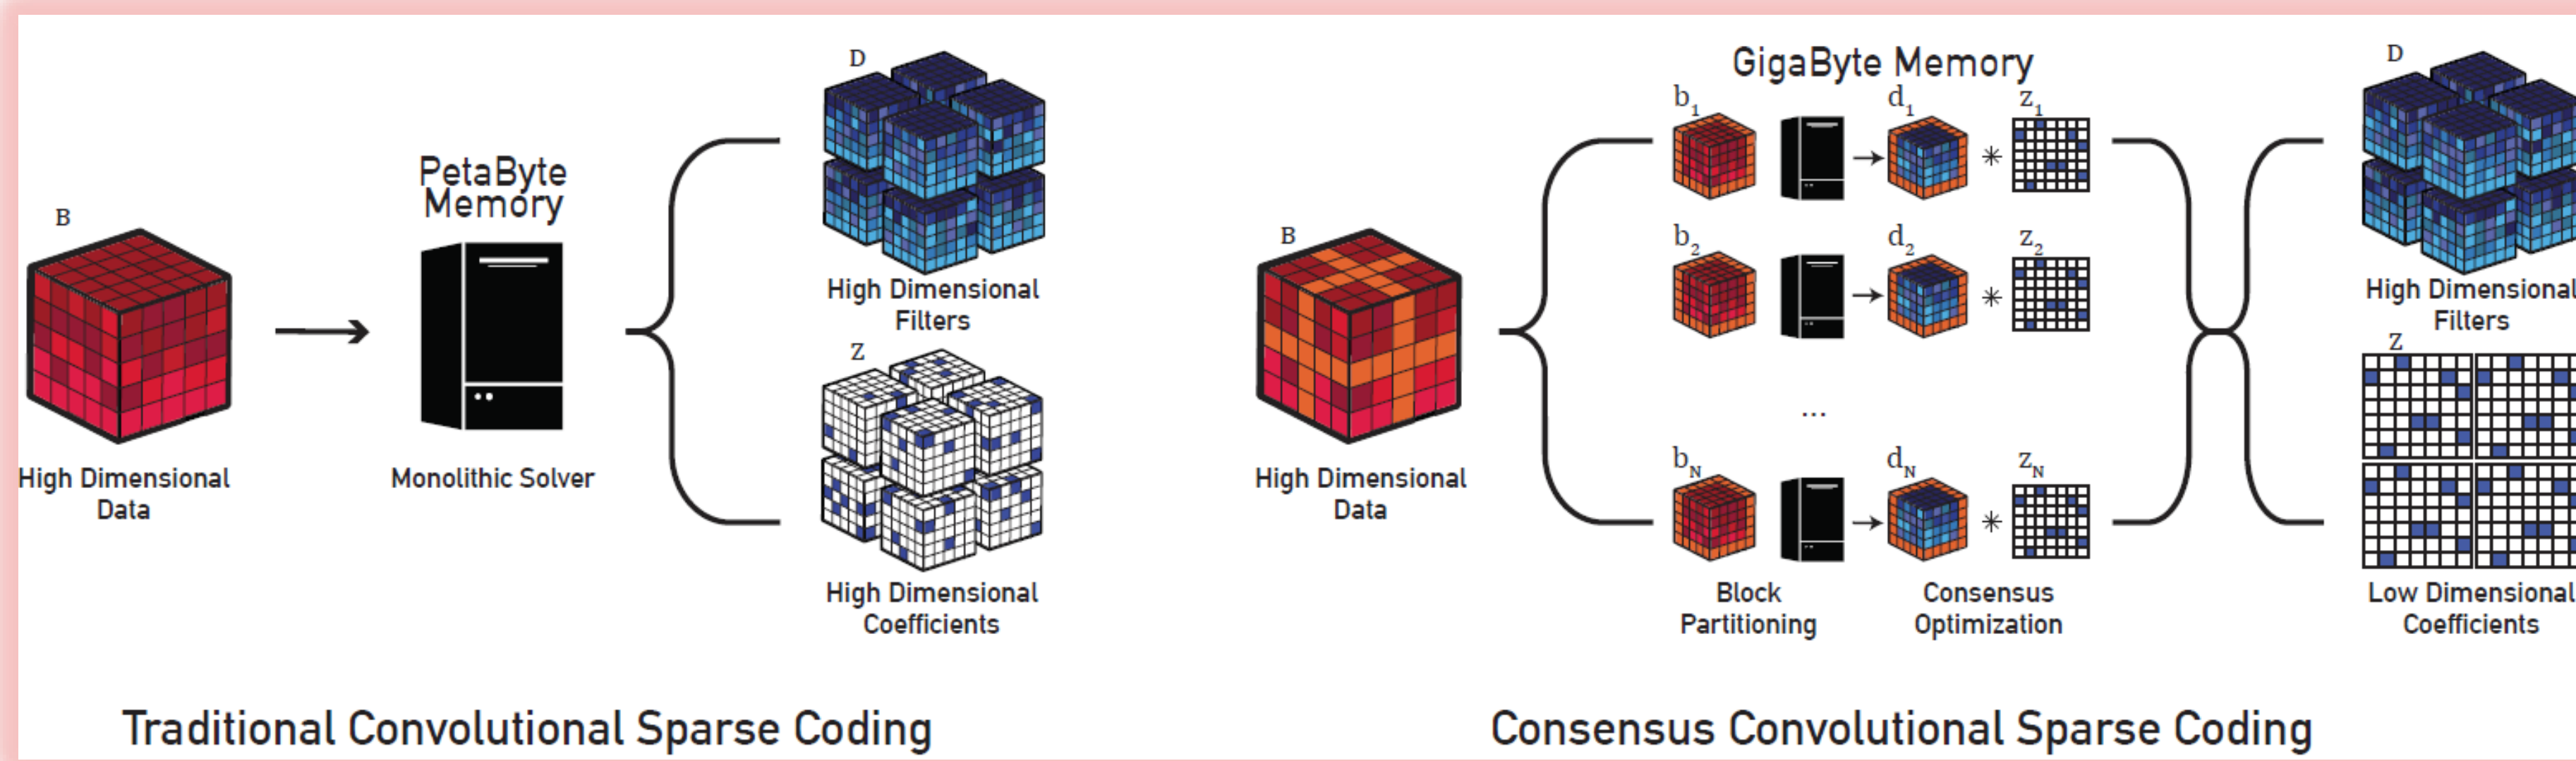 B
High Dimensional
Data
PetaByte
Memory
Monolithic Solver
D
High Dimensional
Filters
Z
High Dimensional
Coefficients
Traditional Convolutional Sparse Coding
B
High Dimensional
Data
GigaByte Memory
b1 d1 z1
*
b2 d2 z2
*
...
bN dN zN
*
Block
Partitioning
Consensus
Optimization
D
High Dimensional
Filters
Z
Low Dimensional
Coefficients
Consensus Convolutional Sparse Coding